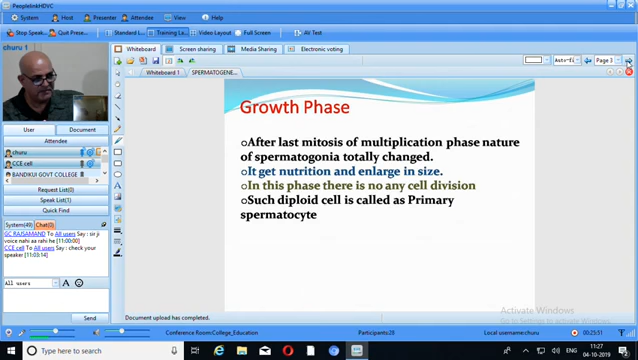 PeoplelinkHDVC
System Host Presenter Attendee View Help
Stop Speak... Quit Prese... Standard L... Training La... Video Layout Full Screen AV Test
churu 1
Whiteboard Screen sharing Media Sharing Electronic voting
Page 3
Whiteboard 1 SPERMATOGENE...
Growth Phase
After last mitosis of multiplication phase nature
of spermatogonia totally changed.
It get nutrition and enlarge in size.
In this phase there is no any cell division
Such diploid cell is called as Primary
spermatocyte
User Document
Attendee
churu
CCE cell
BANDIKUI GOVT COLLEGE
Request List(0)
Speak List(1)
Quick Find
System(49) Chat(0)
GC RAJSAMAND To All users Say : sir ji
voice nahi aa rahi he [11:00:00]
CCE cell To All users Say : check your
speaker [11:03:14]
All users
Send
Activate Windows
Go to Settings to activate Windows.
Document upload has completed.
Conference Room:College_Education Participants:28 Local username:churu 00:25:51
Type here to search
11:27
04-10-2019